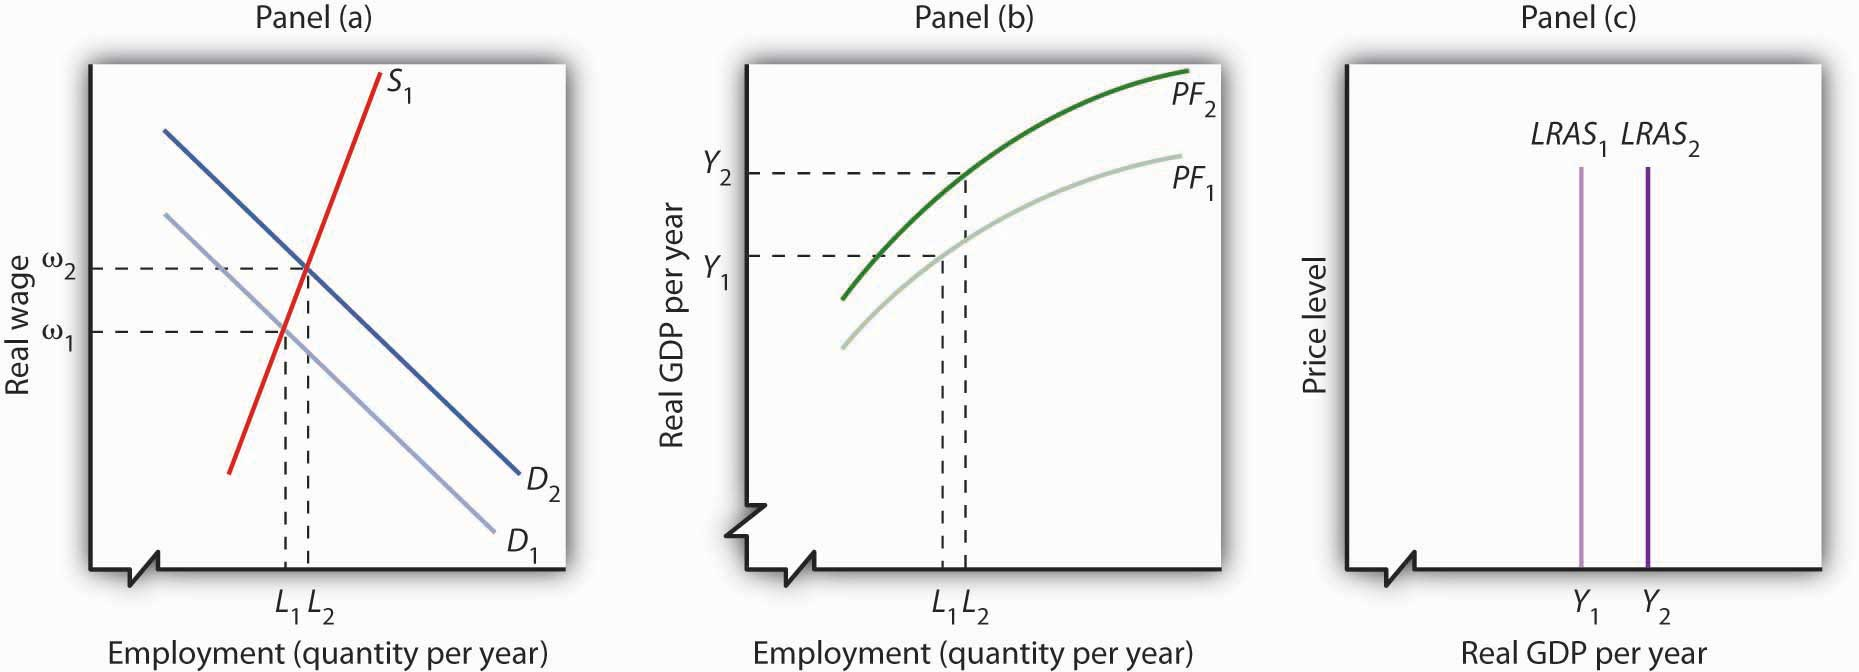 Panel (a)
S₁
D₂
D₁
ω₂
ω₁
Real wage
L₁ L₂
Employment (quantity per year)
Panel (b)
PF₂
PF₁
Y₂
Y₁
Real GDP per year
L₁ L₂
Employment (quantity per year)
Panel (c)
LRAS₁ LRAS₂
Price level
Y₁ Y₂
Real GDP per year